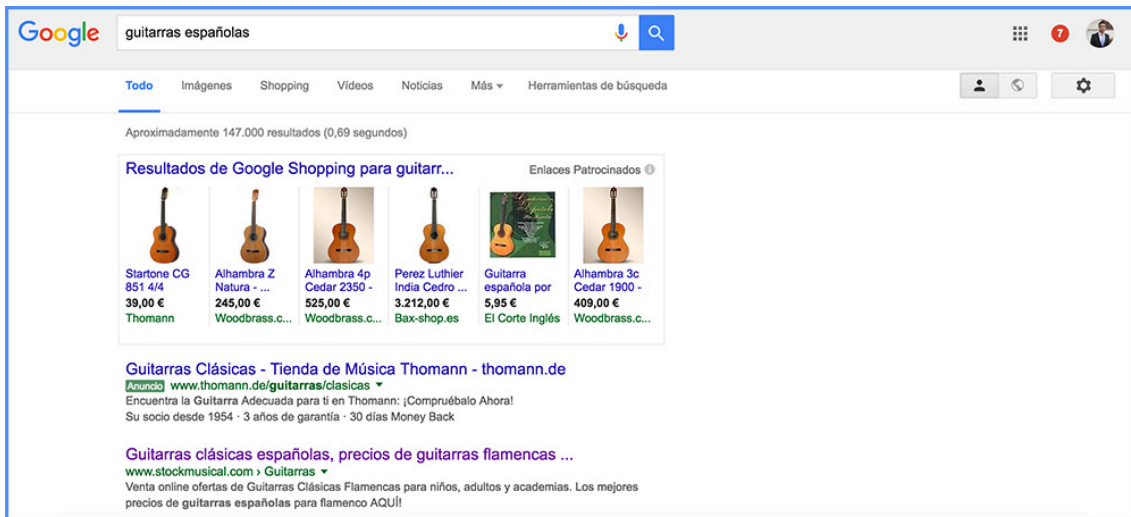 Google
guitarras españolas
7
Todo Imágenes Shopping Vídeos Noticias Más Herramientas de búsqueda
Aproximadamente 147.000 resultados (0,69 segundos)
Resultados de Google Shopping para guitarr... Enlaces Patrocinados
Startone CG
851 4/4
39,00 €
Thomann
Alhambra Z
Natura - ...
245,00 €
Woodbrass.c...
Alhambra 4p
Cedar 2350 -
525,00 €
Woodbrass.c...
Perez Luthier
India Cedro ...
3.212,00 €
Bax-shop.es
Guitarra
española por
5,95 €
El Corte Inglés
Alhambra 3c
Cedar 1900 -
409,00 €
Woodbrass.c...
Guitarras Clásicas - Tienda de Música Thomann - thomann.de
Anuncio www.thomann.de/guitarras/clasicas
Encuentra la Guitarra Adecuada para ti en Thomann: ¡Compruébalo Ahora!
Su socio desde 1954 · 3 años de garantía · 30 días Money Back
Guitarras clásicas españolas, precios de guitarras flamencas ...
www.stockmusical.com › Guitarras
Venta online ofertas de Guitarras Clásicas Flamencas para niños, adultos y academias. Los mejores
precios de guitarras españolas para flamenco AQUÍ!